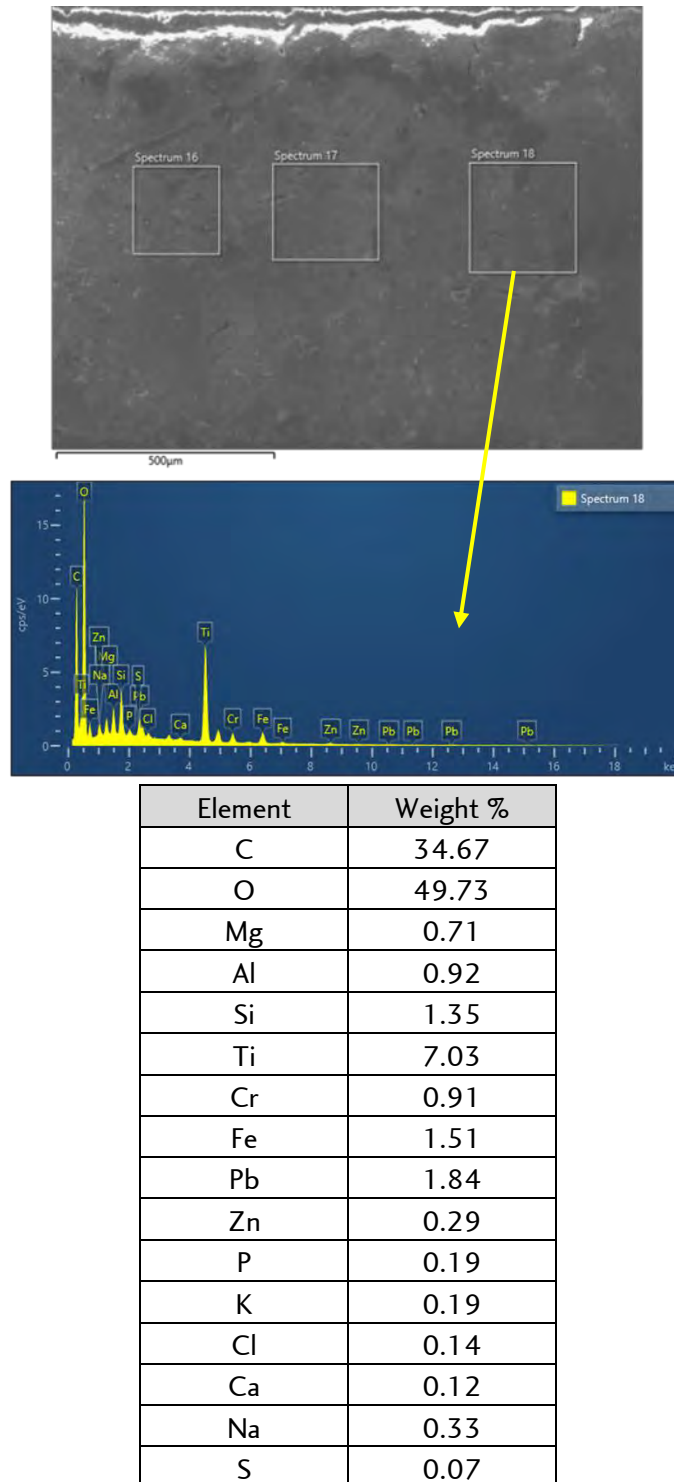 Spectrum 16
Spectrum 17
Spectrum 18
500µm
Spectrum 18
cps/eV
15
10
5
0
O
C
Zn
Mg
Ti
Na
Si
S
Al
Pb
Fe
P
Cl
Ca
Ti
Cr
Fe
Fe
Zn
Zn
Pb
Pb
Pb
Pb
0 2 4 6 8 10 12 14 16 18 ke
Element Weight %
C 34.67
O 49.73
Mg 0.71
Al 0.92
Si 1.35
Ti 7.03
Cr 0.91
Fe 1.51
Pb 1.84
Zn 0.29
P 0.19
K 0.19
Cl 0.14
Ca 0.12
Na 0.33
S 0.07